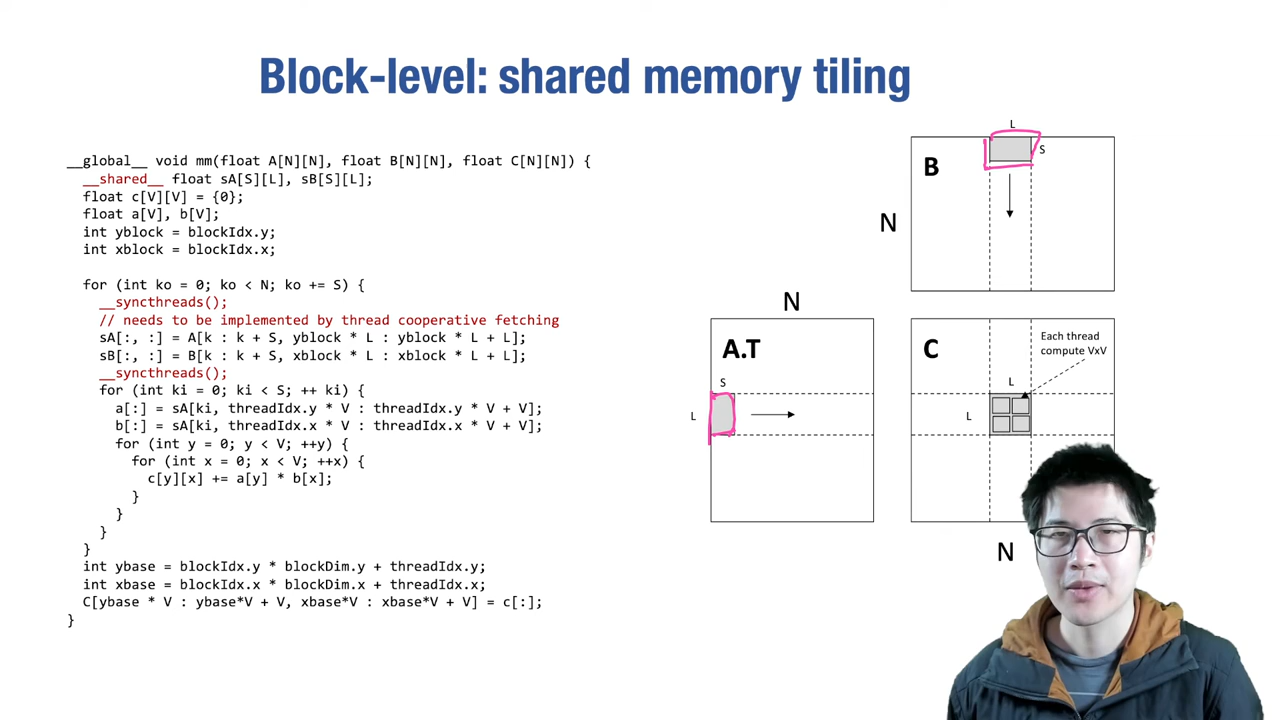 Block-level: shared memory tiling
__global__ void mm(float A[N][N], float B[N][N], float C[N][N]) {
__shared__ float sA[S][L], sB[S][L];
float c[V][V] = {0};
float a[V], b[V];
int yblock = blockIdx.y;
int xblock = blockIdx.x;
for (int ko = 0; ko < N; ko += S) {
__syncthreads();
// needs to be implemented by thread cooperative fetching
sA[:, :] = A[k : k + S, yblock * L : yblock * L + L];
sB[:, :] = B[k : k + S, xblock * L : xblock * L + L];
__syncthreads();
for (int ki = 0; ki < S; ++ ki) {
a[:] = sA[ki, threadIdx.y * V : threadIdx.y * V + V];
b[:] = sA[ki, threadIdx.x * V : threadIdx.x * V + V];
for (int y = 0; y < V; ++y) {
for (int x = 0; x < V; ++x) {
c[y][x] += a[y] * b[x];
}
}
}
}
int ybase = blockIdx.y * blockDim.y + threadIdx.y;
int xbase = blockIdx.x * blockDim.x + threadIdx.x;
C[ybase * V : ybase*V + V, xbase*V : xbase*V + V] = c[:];
}
L
S
B
N
N
A.T
S
L
C
Each thread
compute VxV
L
L
N